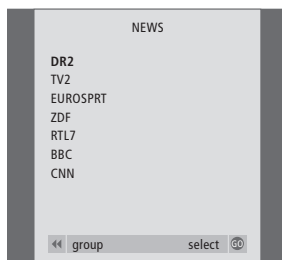 NEWS
DR2
TV2
EUROSPRT
ZDF
RTL7
BBC
CNN
group select GO